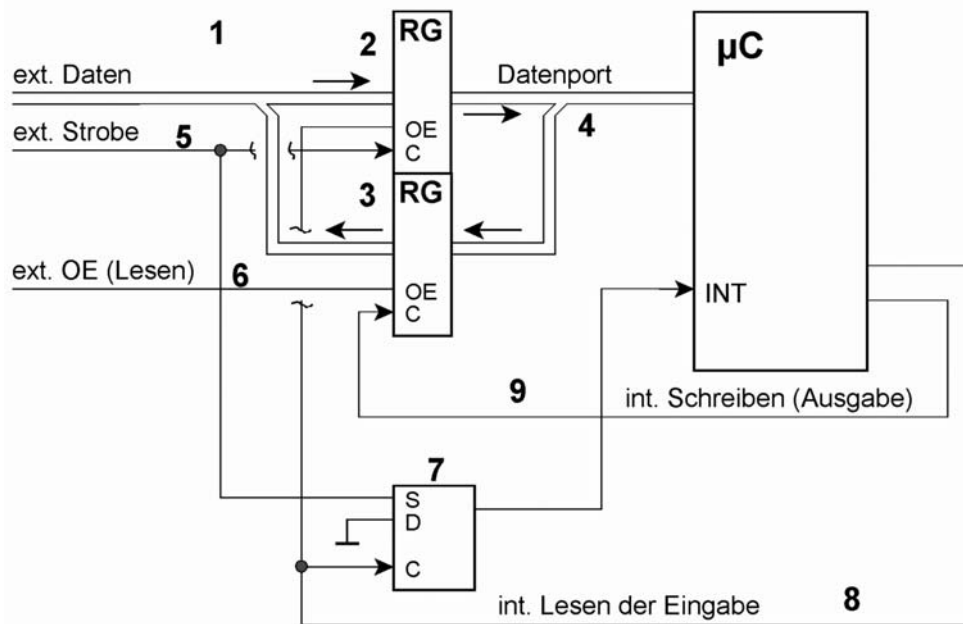 1
2
RG
µC
ext. Daten
Datenport
OE
4
ext. Strobe
5
C
3
RG
ext. OE (Lesen)
6
OE
INT
C
9
int. Schreiben (Ausgabe)
7
S
D
C
int. Lesen der Eingabe
8